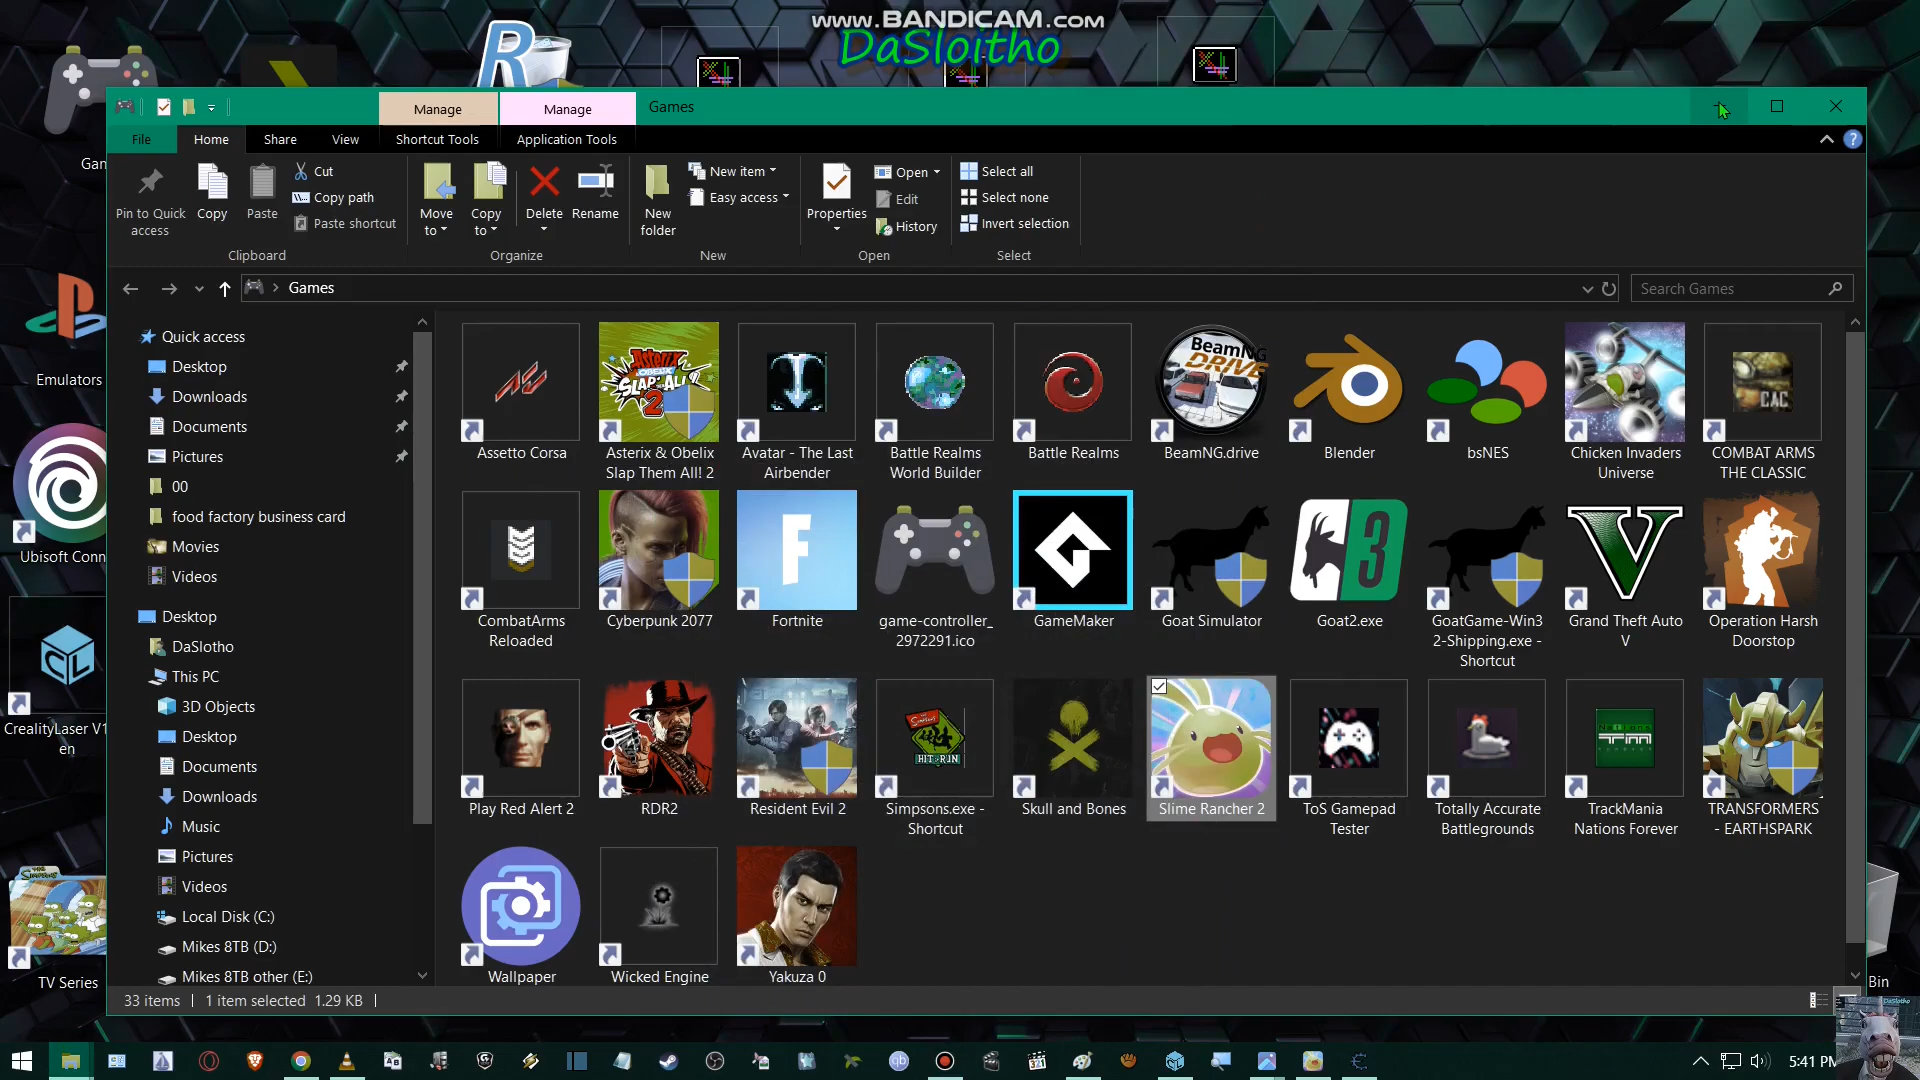 www.BANDICAM.com
DaSloitho
Manage
Manage
Games
File
Home
Share
View
Shortcut Tools
Application Tools
?
Pin to Quick
access
Copy
Paste
Cut
Copy path
Paste shortcut
Clipboard
Move
to
Copy
to
Delete
Rename
Organize
New
folder
New item
Easy access
New
Properties
Open
Edit
History
Open
Select all
Select none
Invert selection
Select
Games
Search Games
Quick access
Desktop
Downloads
Documents
Pictures
00
food factory business card
Movies
Videos
Desktop
DaSlotho
This PC
3D Objects
Desktop
Documents
Downloads
Music
Pictures
Videos
Local Disk (C:)
Mikes 8TB (D:)
Mikes 8TB other (E:)
Assetto Corsa
Asterix & Obelix
Slap Them All! 2
Avatar - The Last
Airbender
Battle Realms
World Builder
Battle Realms
BeamNG.drive
Blender
bsNES
Chicken Invaders
Universe
COMBAT ARMS
THE CLASSIC
CombatArms
Reloaded
Cyberpunk 2077
Fortnite
game-controller_
2972291.ico
GameMaker
Goat Simulator
Goat2.exe
GoatGame-Win3
2-Shipping.exe -
Shortcut
Grand Theft Auto
V
Operation Harsh
Doorstop
Play Red Alert 2
RDR2
Resident Evil 2
Simpsons.exe -
Shortcut
Skull and Bones
Slime Rancher 2
ToS Gamepad
Tester
Totally Accurate
Battlegrounds
TrackMania
Nations Forever
TRANSFORMERS
- EARTHSPARK
Wallpaper
Wicked Engine
Yakuza 0
33 items
1 item selected 1.29 KB
Gam
Emulators
Ubisoft Conn
CrealityLaser V1
en
TV Series
Bin
5:41 PM